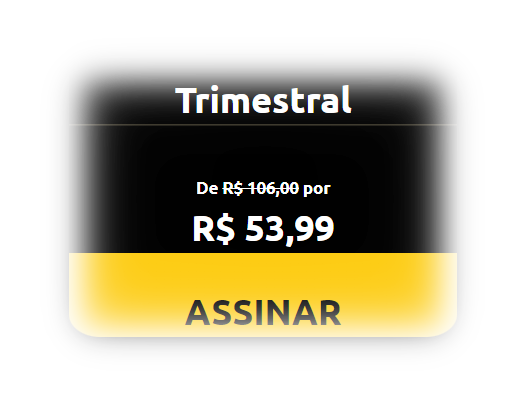 Trimestral
De R$ 106,00 por
R$ 53,99
ASSINAR